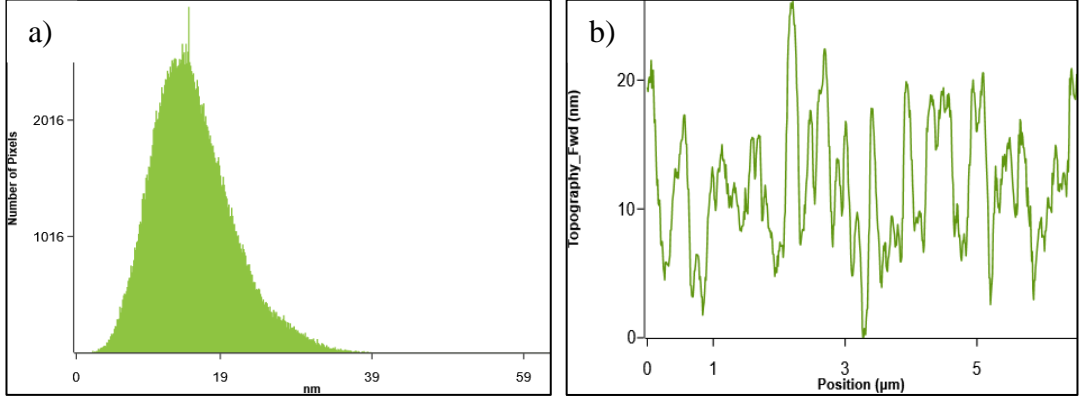 a)
Number of Pixels
2016
1016
0
19
39
59
nm
b)
Topography_Fwd (nm)
20
10
0
0
1
3
5
Position (µm)